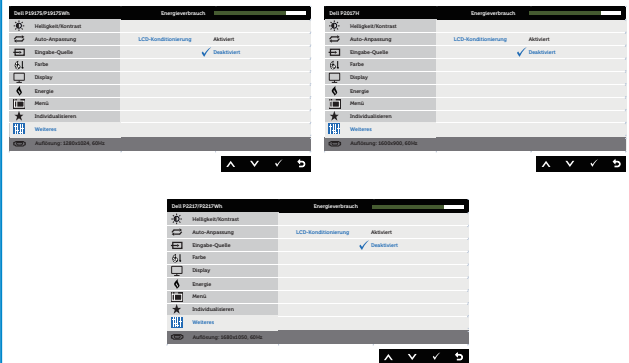 Dell P1917S/P1917SWh Energieverbrauch
Helligkeit/Kontrast
Auto-Anpassung LCD-Konditionierung Aktiviert
Eingabe-Quelle Deaktiviert
Farbe
Display
Energie
Menü
Individualisieren
Weiteres
Auflösung: 1280x1024, 60Hz
Dell P2017H Energieverbrauch
Helligkeit/Kontrast
Auto-Anpassung LCD-Konditionierung Aktiviert
Eingabe-Quelle Deaktiviert
Farbe
Display
Energie
Menü
Individualisieren
Weiteres
Auflösung: 1600x900, 60Hz
Dell P2217/P2217Wh Energieverbrauch
Helligkeit/Kontrast
Auto-Anpassung LCD-Konditionierung Aktiviert
Eingabe-Quelle Deaktiviert
Farbe
Display
Energie
Menü
Individualisieren
Weiteres
Auflösung: 1680x1050, 60Hz